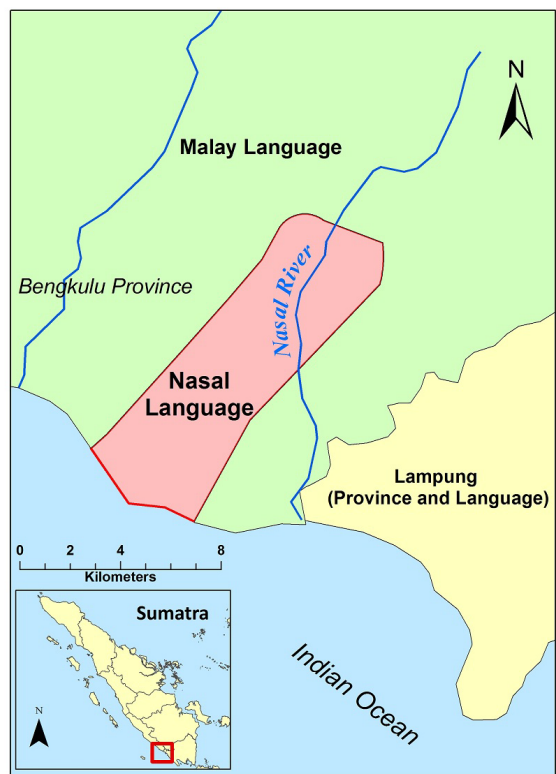 N
Malay Language
Bengkulu Province
Nasal River
Nasal
Language
Lampung
(Province and Language)
0 2 4 8
Kilometers
Sumatra
N
Indian Ocean